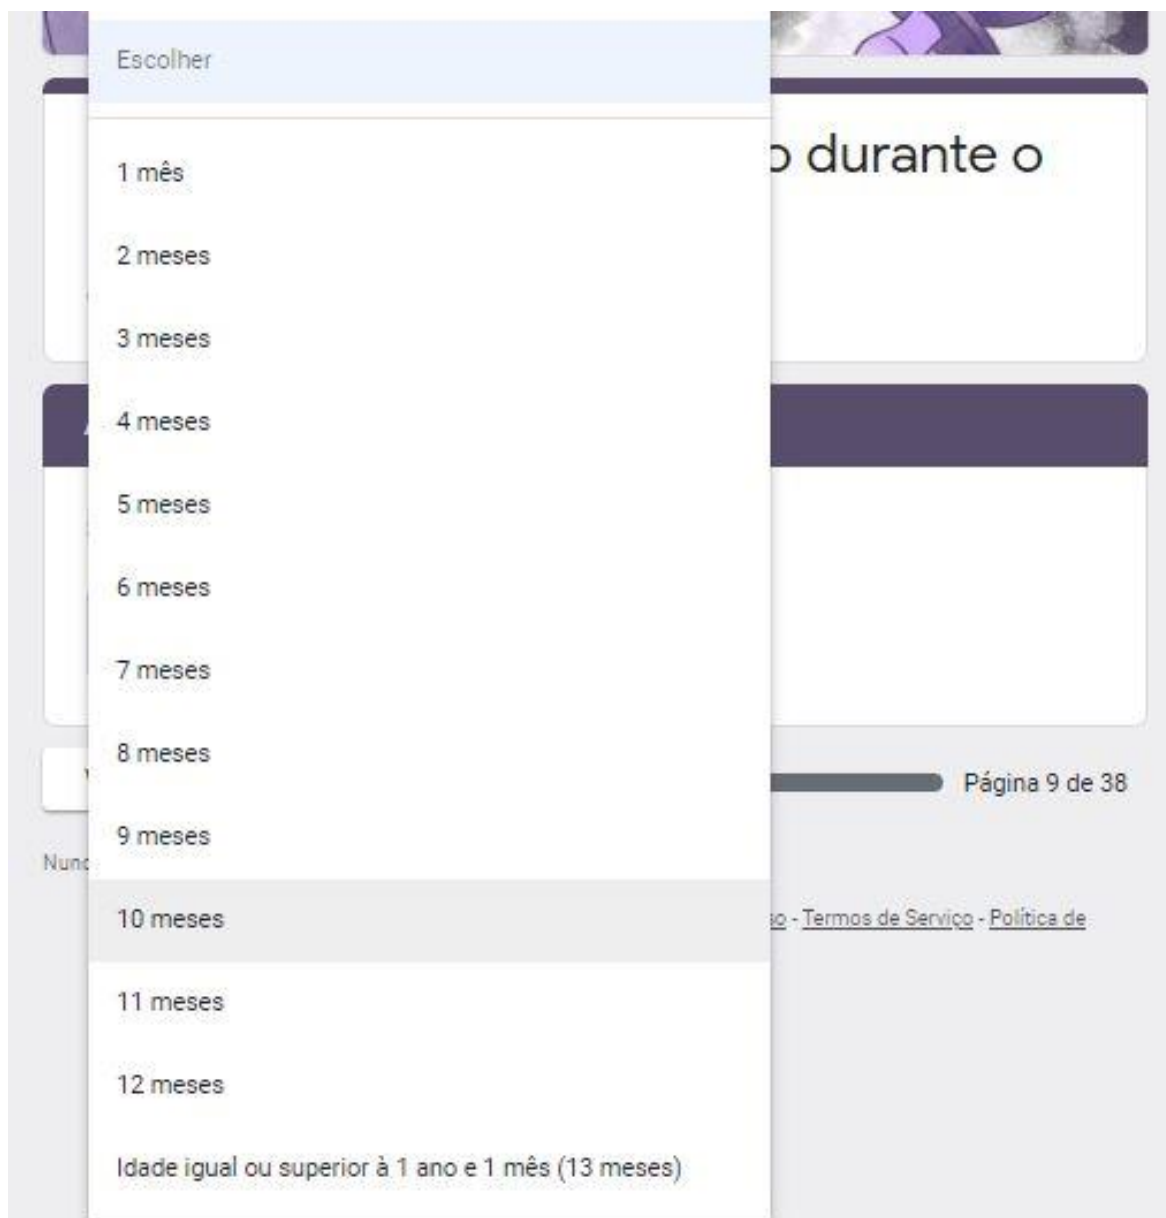 Escolher
o durante o
1 mês
2 meses
3 meses
4 meses
5 meses
6 meses
7 meses
8 meses
Página 9 de 38
9 meses
Nunc
10 meses
so - Termos de Serviço - Política de
11 meses
12 meses
Idade igual ou superior à 1 ano e 1 mês (13 meses)